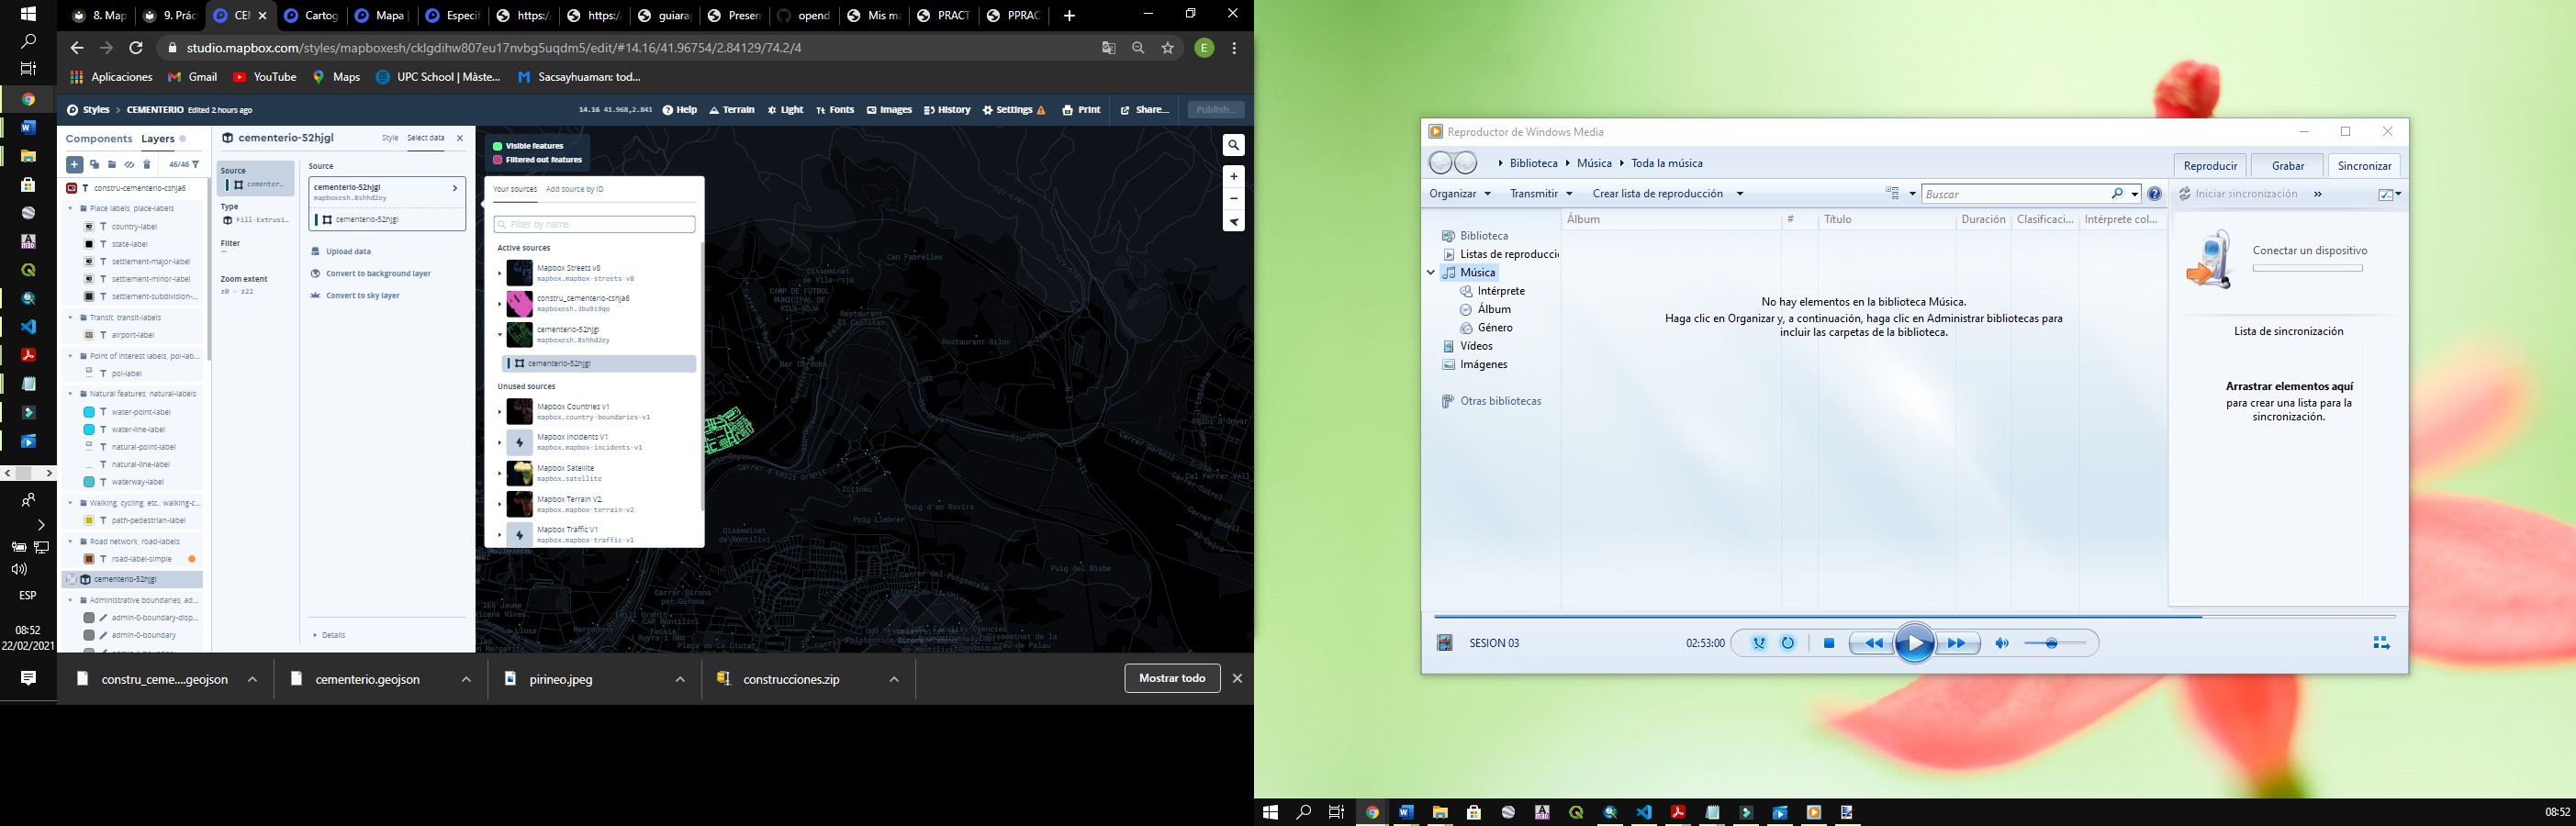 8. Map
9. Prác
CEI
Cartog
Mapa
Especif
https:/
https:/
guiara
Presen
opend
Mis m
PRACT
PPRAC
studio.mapbox.com/styles/mapboxesh/cklgdihw807eu17nvbg5uqdm5/edit/#14.16/41.96754/2.84129/74.2/4
E
Aplicaciones
Gmail
YouTube
Maps
UPC School | Màste...
Sacsayhuaman: tod...
Styles > CEMENTERIO Edited 2 hours ago
14.16 41.968,2.841
Help
Terrain
Light
Tt Fonts
Images
History
Settings
Print
Share...
Publish...
Components
Layers
46/46
constru-cementerio-cshja6
Place labels, place-labels
country-label
state-label
settlement-major-label
settlement-minor-label
settlement-subdivision-...
Transit, transit-labels
airport-label
Point of interest labels, poi-lab...
poi-label
Natural features, natural-labels
water-point-label
water-line-label
natural-point-label
natural-line-label
waterway-label
Walking, cycling, etc., walking-c...
path-pedestrian-label
Road network, road-labels
road-label-simple
cementerio-52hjgl
Administrative boundaries, ad...
admin-0-boundary-disp...
admin-0-boundary
cementerio-52hjgl
Style
Select data
Source
cementer...
Type
Fill-Extrusi...
Filter
Zoom extent
z0 - z22
Source
cementerio-52hjgl
mapboxesh.8shhd2ey
cementerio-52hjgl
Upload data
Convert to background layer
Convert to sky layer
Details
Visible features
Filtered out features
Your sources
Add source by ID
Filter by name
Active sources
Mapbox Streets v8
mapbox.mapbox-streets-v8
constru_cementerio-cshja6
mapboxesh.3bu9i9qo
cementerio-52hjgl
mapboxesh.8shhd2ey
cementerio-52hjgl
Unused sources
Mapbox Countries v1
mapbox.country-boundaries-v1
Mapbox Incidents V1
mapbox.mapbox-incidents-v1
Mapbox Satellite
mapbox.satellite
Mapbox Terrain V2
mapbox.mapbox-terrain-v2
Mapbox Traffic V1
mapbox.mapbox-traffic-v1
Can Fabrelles
Disseminat
de Vila-roja
CAMP DE FUTBOL
MUNICIPAL DE
VILA-ROJA
Restaurant
El Cuartas
Restaurant Siloc
Puig d'en Rovira
Puig Llebrer
Disseminat
de Montilivi
Puig del Bisbe
ESP
08:52
22/02/2021
constru_ceme....geojson
cementerio.geojson
pirineo.jpeg
construcciones.zip
Mostrar todo
Reproductor de Windows Media
Biblioteca
Música
Toda la música
Reproducir
Grabar
Sincronizar
Organizar
Transmitir
Crear lista de reproducción
Buscar
Iniciar sincronización
»
Álbum
#
Título
Duración
Clasificaci...
Intérprete col...
Biblioteca
Listas de reproducci
Música
Intérprete
Álbum
Género
Vídeos
Imágenes
Otras bibliotecas
No hay elementos en la biblioteca Música.
Haga clic en Organizar y, a continuación, haga clic en Administrar bibliotecas para
incluir las carpetas de la biblioteca.
Conectar un dispositivo
Lista de sincronización
Arrastrar elementos aquí
para crear una lista para la
sincronización.
SESION 03
02:53:00
08:52